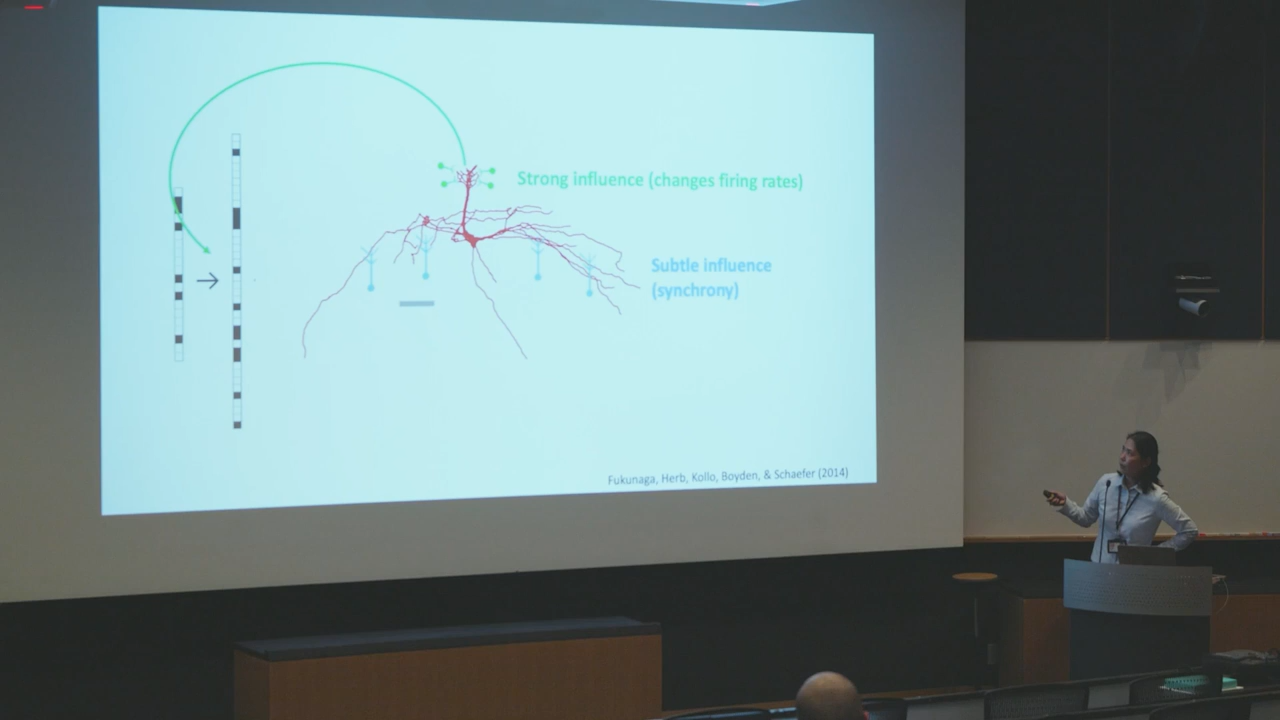 Strong influence (changes firing rates)
Subtle influence
(synchrony)
Fukunaga, Herb, Kollo, Boyden, & Schaefer (2014)